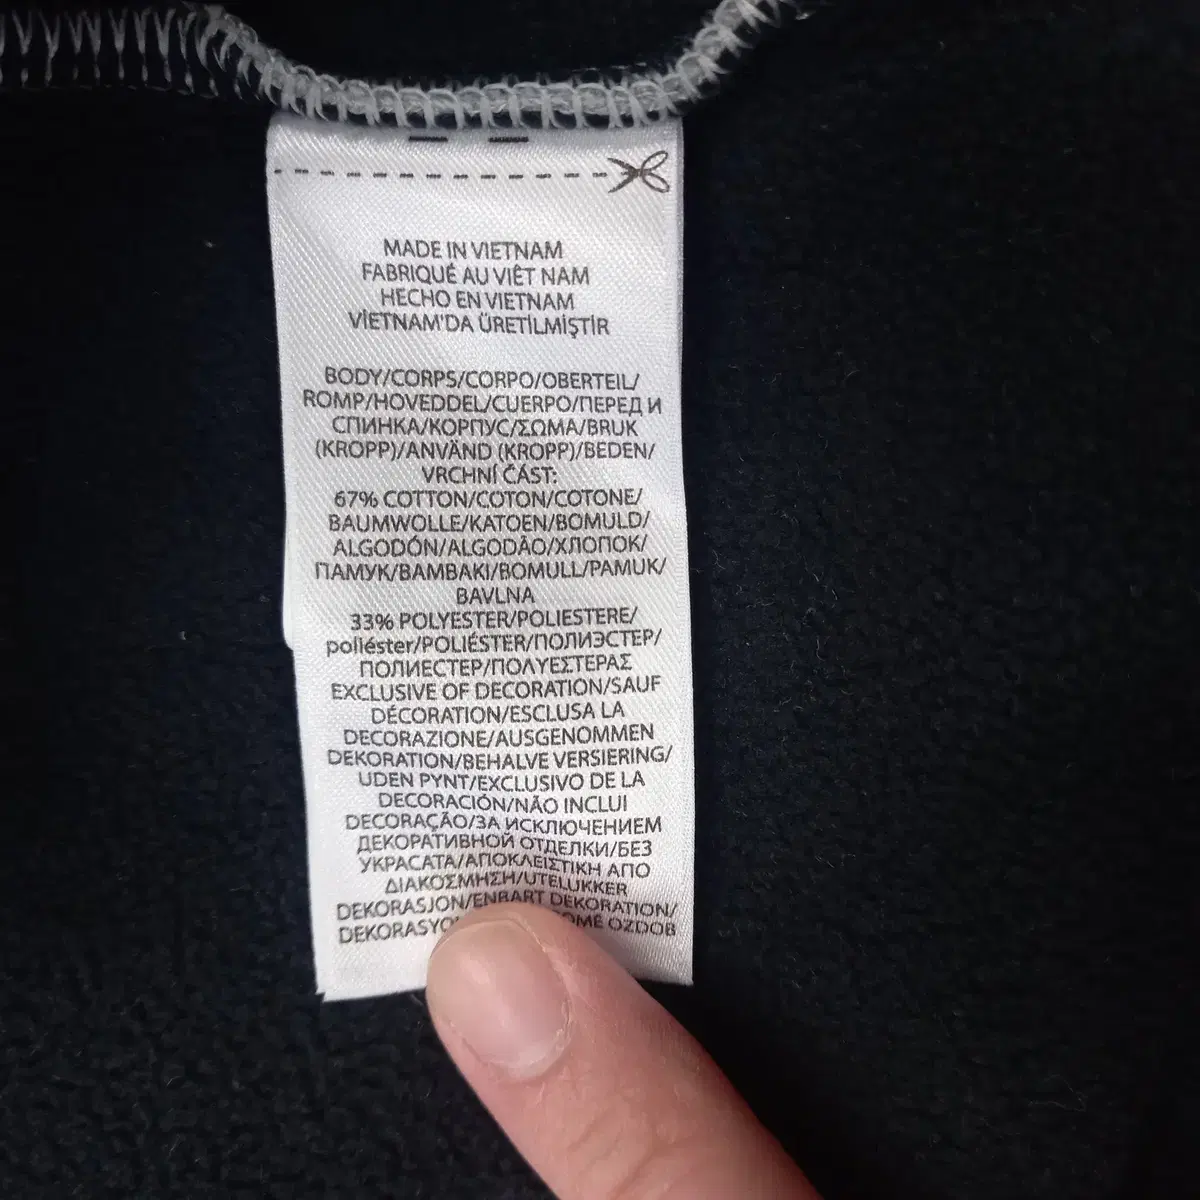 MADE IN VIETNAM
FABRIQUÉ AU VIÊT NAM
HECHO EN VIETNAM
VİETNAM'DA ÜRETİLMİŞTİR
BODY/CORPS/CORPO/OBERTEIL/
ROMP/HOVEDDEL/CUERPO/ПЕРЕД И
СПИНКА/КОРПУС/ΣΩΜΑ/BRUK
(KROPP)/ANVÄND (KROPP)/BEDEN/
VRCHNÍ ČÁST:
67% COTTON/COTON/COTONE/
BAUMWOLLE/KATOEN/BOMULD/
ALGODÓN/ALGODÃO/ХЛОПОК/
ПАМУК/BAMBAKI/BOMULL/PAMUK/
BAVLNA
33% POLYESTER/POLIESTERE/
poliéster/POLIÉSTER/ПОЛИЭСТЕР/
ПОЛИЕСТЕР/ΠΟΛΥΕΣΤΕΡΑΣ
EXCLUSIVE OF DECORATION/SAUF
DÉCORATION/ESCLUSA LA
DECORAZIONE/AUSGENOMMEN
DEKORATION/BEHALVE VERSIERING/
UDEN PYNT/EXCLUSIVO DE LA
DECORACIÓN/NÃO INCLUI
DECORAÇÃO/ЗА ИСКЛЮЧЕНИЕМ
ДЕКОРАТИВНОЙ ОТДЕЛКИ/БЕЗ
УКРАСАТА/ΑΠΟΚΛΕΙΣΤΙΚΗ ΑΠΟ
ΔΙΑΚΟΣΜΗΣΗ/UTELUKKER
DEKORASJON/ENBART DEKORATION/
OZDOB